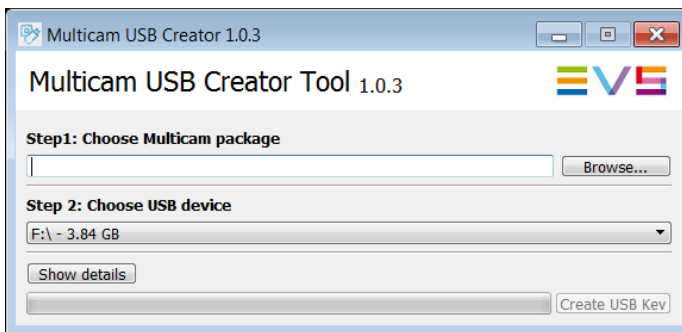 Multicam USB Creator 1.0.3
Multicam USB Creator Tool 1.0.3 EVS
Step1: Choose Multicam package
Browse...
Step 2: Choose USB device
F:\ - 3.84 GB
Show details
Create USB Key